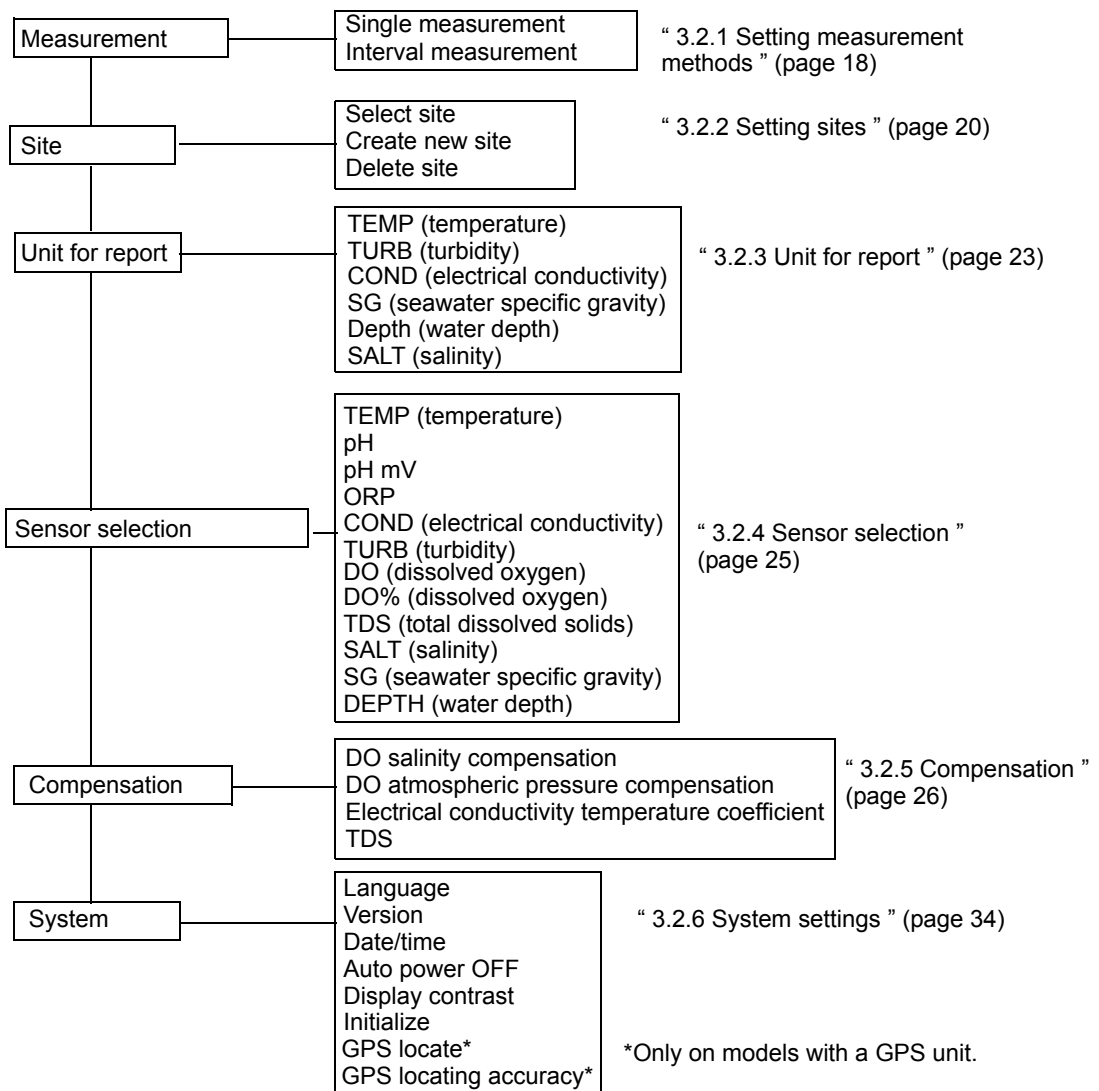 Measurement
Single measurement
Interval measurement
“ 3.2.1 Setting measurement
methods ” (page 18)
Site
Select site
Create new site
Delete site
“ 3.2.2 Setting sites ” (page 20)
Unit for report
TEMP (temperature)
TURB (turbidity)
COND (electrical conductivity)
SG (seawater specific gravity)
Depth (water depth)
SALT (salinity)
“ 3.2.3 Unit for report ” (page 23)
Sensor selection
TEMP (temperature)
pH
pH mV
ORP
COND (electrical conductivity)
TURB (turbidity)
DO (dissolved oxygen)
DO% (dissolved oxygen)
TDS (total dissolved solids)
SALT (salinity)
SG (seawater specific gravity)
DEPTH (water depth)
“ 3.2.4 Sensor selection ”
(page 25)
Compensation
DO salinity compensation
DO atmospheric pressure compensation
Electrical conductivity temperature coefficient
TDS
“ 3.2.5 Compensation ”
(page 26)
System
Language
Version
Date/time
Auto power OFF
Display contrast
Initialize
GPS locate*
GPS locating accuracy*
“ 3.2.6 System settings ” (page 34)
*Only on models with a GPS unit.